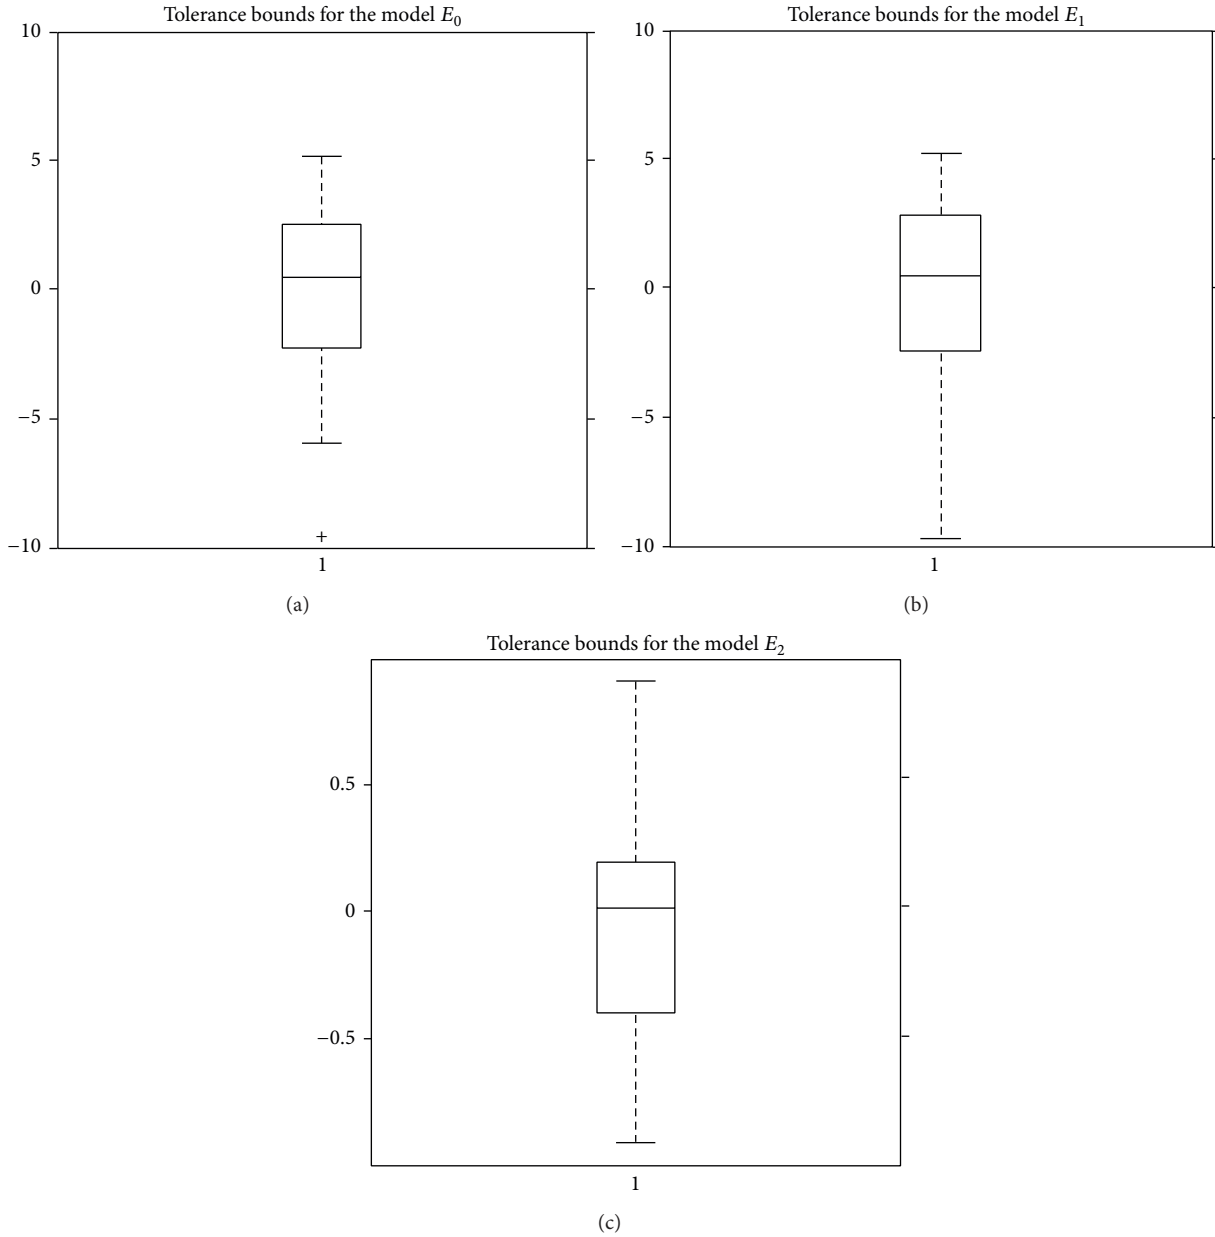 Tolerance bounds for the model E₀
10
5
0
−5
−10
+
1
(a)
Tolerance bounds for the model E₁
10
5
0
−5
−10
1
(b)
Tolerance bounds for the model E₂
0.5
0
−0.5
1
(c)